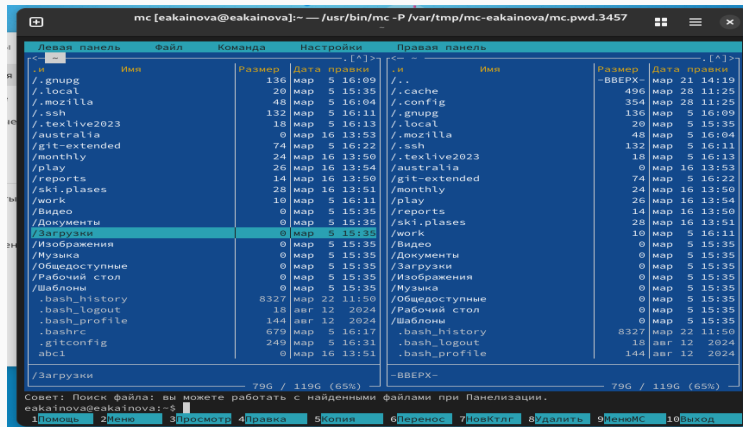 mc [eakainova@eakainova]:~ — /usr/bin/mc -P /var/tmp/mc-eakainova/mc.pwd.3457
Левая панель Файл Команда Настройки Правая панель
<— ~ .[^]> <— ~ .[^]>
.и Имя Размер Дата правки .и Имя Размер Дата правки
/.gnupg 136 мар 5 16:09 /.. -ВВЕРХ- мар 21 14:19
/.local 20 мар 5 15:35 /.cache 496 мар 28 11:25
/.mozilla 48 мар 5 16:04 /.config 354 мар 28 11:25
/.ssh 132 мар 5 16:11 /.gnupg 136 мар 5 16:09
/.texlive2023 18 мар 5 16:13 /.local 20 мар 5 15:35
/australia 0 мар 16 13:53 /.mozilla 48 мар 5 16:04
/git-extended 74 мар 5 16:22 /.ssh 132 мар 5 16:11
/monthly 24 мар 16 13:50 /.texlive2023 18 мар 5 16:13
/play 26 мар 16 13:54 /australia 0 мар 16 13:53
/reports 14 мар 16 13:50 /git-extended 74 мар 5 16:22
/ski.plases 28 мар 16 13:51 /monthly 24 мар 16 13:50
/work 10 мар 5 16:11 /play 26 мар 16 13:54
/Видео 0 мар 5 15:35 /reports 14 мар 16 13:50
/Документы 0 мар 5 15:35 /ski.plases 28 мар 16 13:51
/Загрузки 0 мар 5 15:35 /work 10 мар 5 16:11
/Изображения 0 мар 5 15:35 /Видео 0 мар 5 15:35
/Музыка 0 мар 5 15:35 /Документы 0 мар 5 15:35
/Общедоступные 0 мар 5 15:35 /Загрузки 0 мар 5 15:35
/Рабочий стол 0 мар 5 15:35 /Изображения 0 мар 5 15:35
/Шаблоны 0 мар 5 15:35 /Музыка 0 мар 5 15:35
.bash_history 8327 мар 22 11:50 /Общедоступные 0 мар 5 15:35
.bash_logout 18 авг 12 2024 /Рабочий стол 0 мар 5 15:35
.bash_profile 144 авг 12 2024 /Шаблоны 0 мар 5 15:35
.bashrc 679 мар 5 16:17 .bash_history 8327 мар 22 11:50
.gitconfig 249 мар 5 16:31 .bash_logout 18 авг 12 2024
abc1 0 мар 16 13:51 .bash_profile 144 авг 12 2024
/Загрузки -ВВЕРХ-
79G / 119G (65%) 79G / 119G (65%)
Совет: Поиск файла: вы можете работать с найденными файлами при Панелизации.
eakainova@eakainova:~$
1Помощь 2Меню 3Просмотр 4Правка 5Копия 6Перенос 7НовКтлг 8Удалить 9МенюMC 10Выход